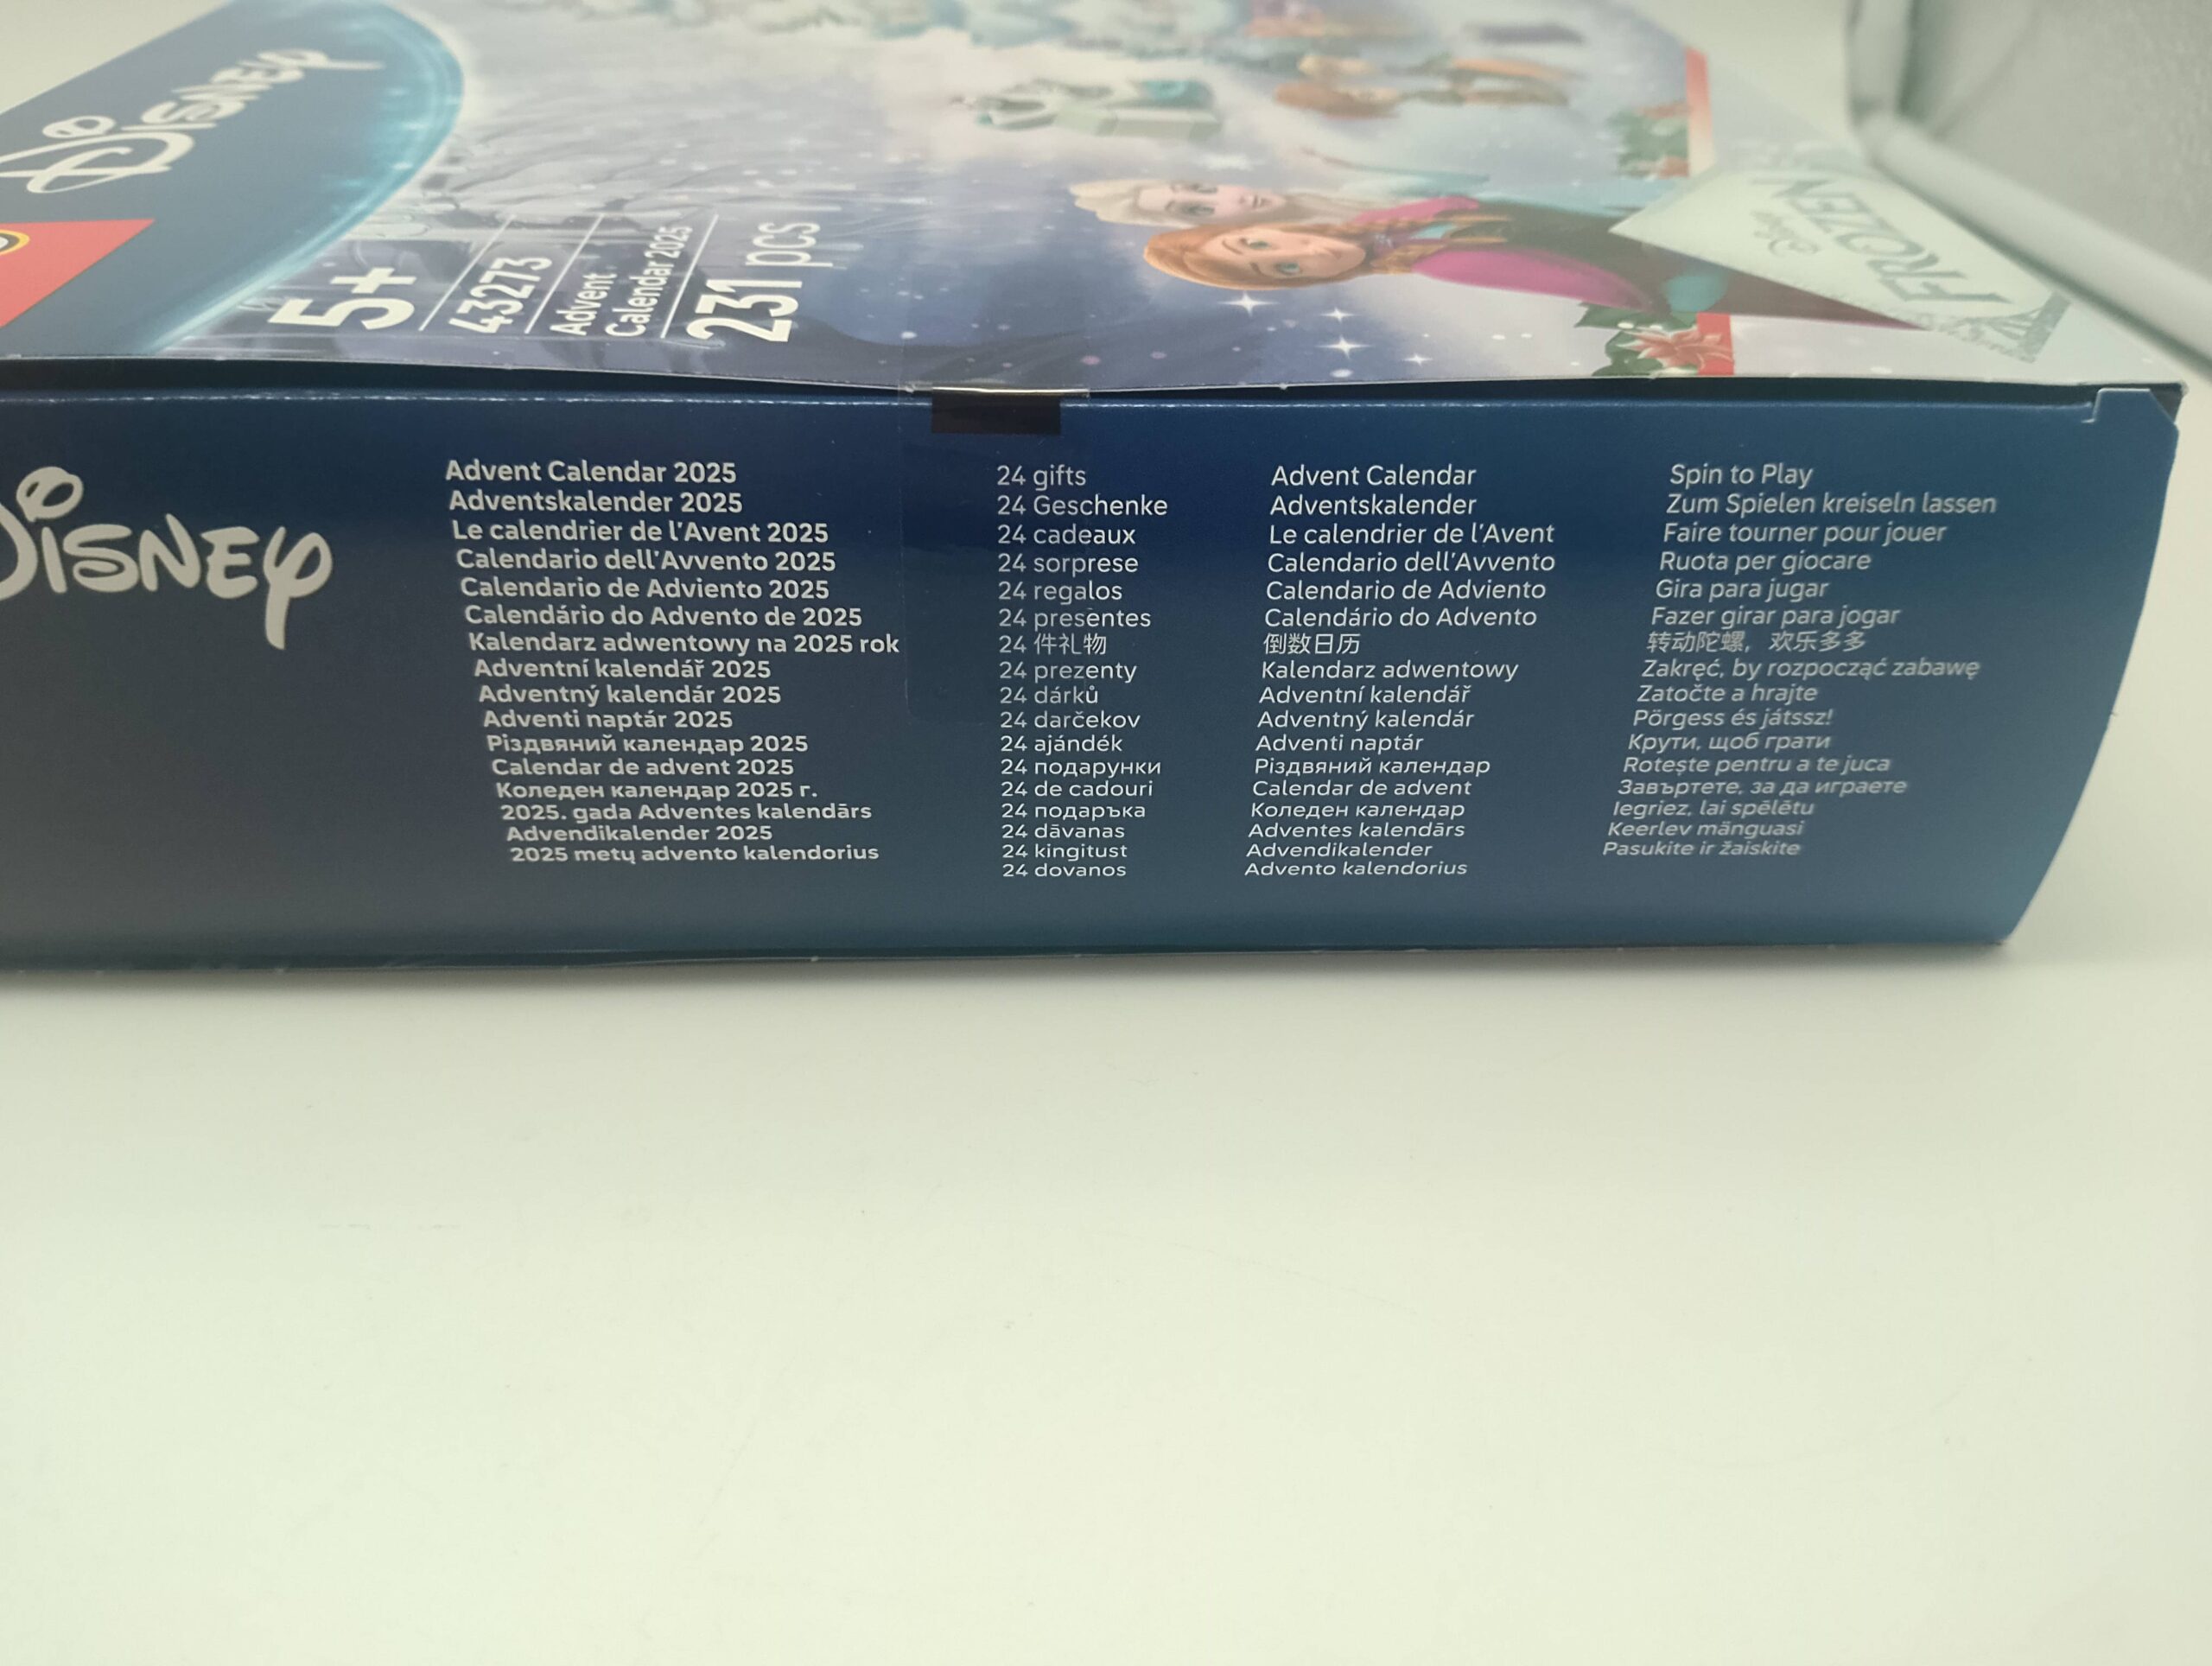 Disney
5+
43273
Advent
Calendar 2025
231 pcs
Disney
FROZEN
Disney
Advent Calendar 2025
Adventskalender 2025
Le calendrier de l'Avent 2025
Calendario dell'Avvento 2025
Calendario de Adviento 2025
Calendário do Advento de 2025
Kalendarz adwentowy na 2025 rok
Adventní kalendář 2025
Adventný kalendár 2025
Adventi naptár 2025
Різдвяний календар 2025
Calendar de advent 2025
Коледен календар 2025 г.
2025. gada Adventes kalendārs
Advendikalender 2025
2025 metų advento kalendorius
24 gifts
24 Geschenke
24 cadeaux
24 sorprese
24 regalos
24 presentes
24 件礼物
24 prezenty
24 dárků
24 darčekov
24 ajándék
24 подарунки
24 de cadouri
24 подаръка
24 dāvanas
24 kingitust
24 dovanos
Advent Calendar
Adventskalender
Le calendrier de l'Avent
Calendario dell'Avvento
Calendario de Adviento
Calendário do Advento
倒数日历
Kalendarz adwentowy
Adventní kalendář
Adventný kalendár
Adventi naptár
Різдвяний календар
Calendar de advent
Коледен календар
Adventes kalendārs
Advendikalender
Advento kalendorius
Spin to Play
Zum Spielen kreiseln lassen
Faire tourner pour jouer
Ruota per giocare
Gira para jugar
Fazer girar para jogar
转动陀螺，欢乐多多
Zakręć, by rozpocząć zabawę
Zatočte a hrajte
Pörgess és játssz!
Крути, щоб грати
Rotește pentru a te juca
Завъртете, за да играете
Iegriez, lai spēlētu
Keerlev mänguasi
Pasukite ir žaiskite